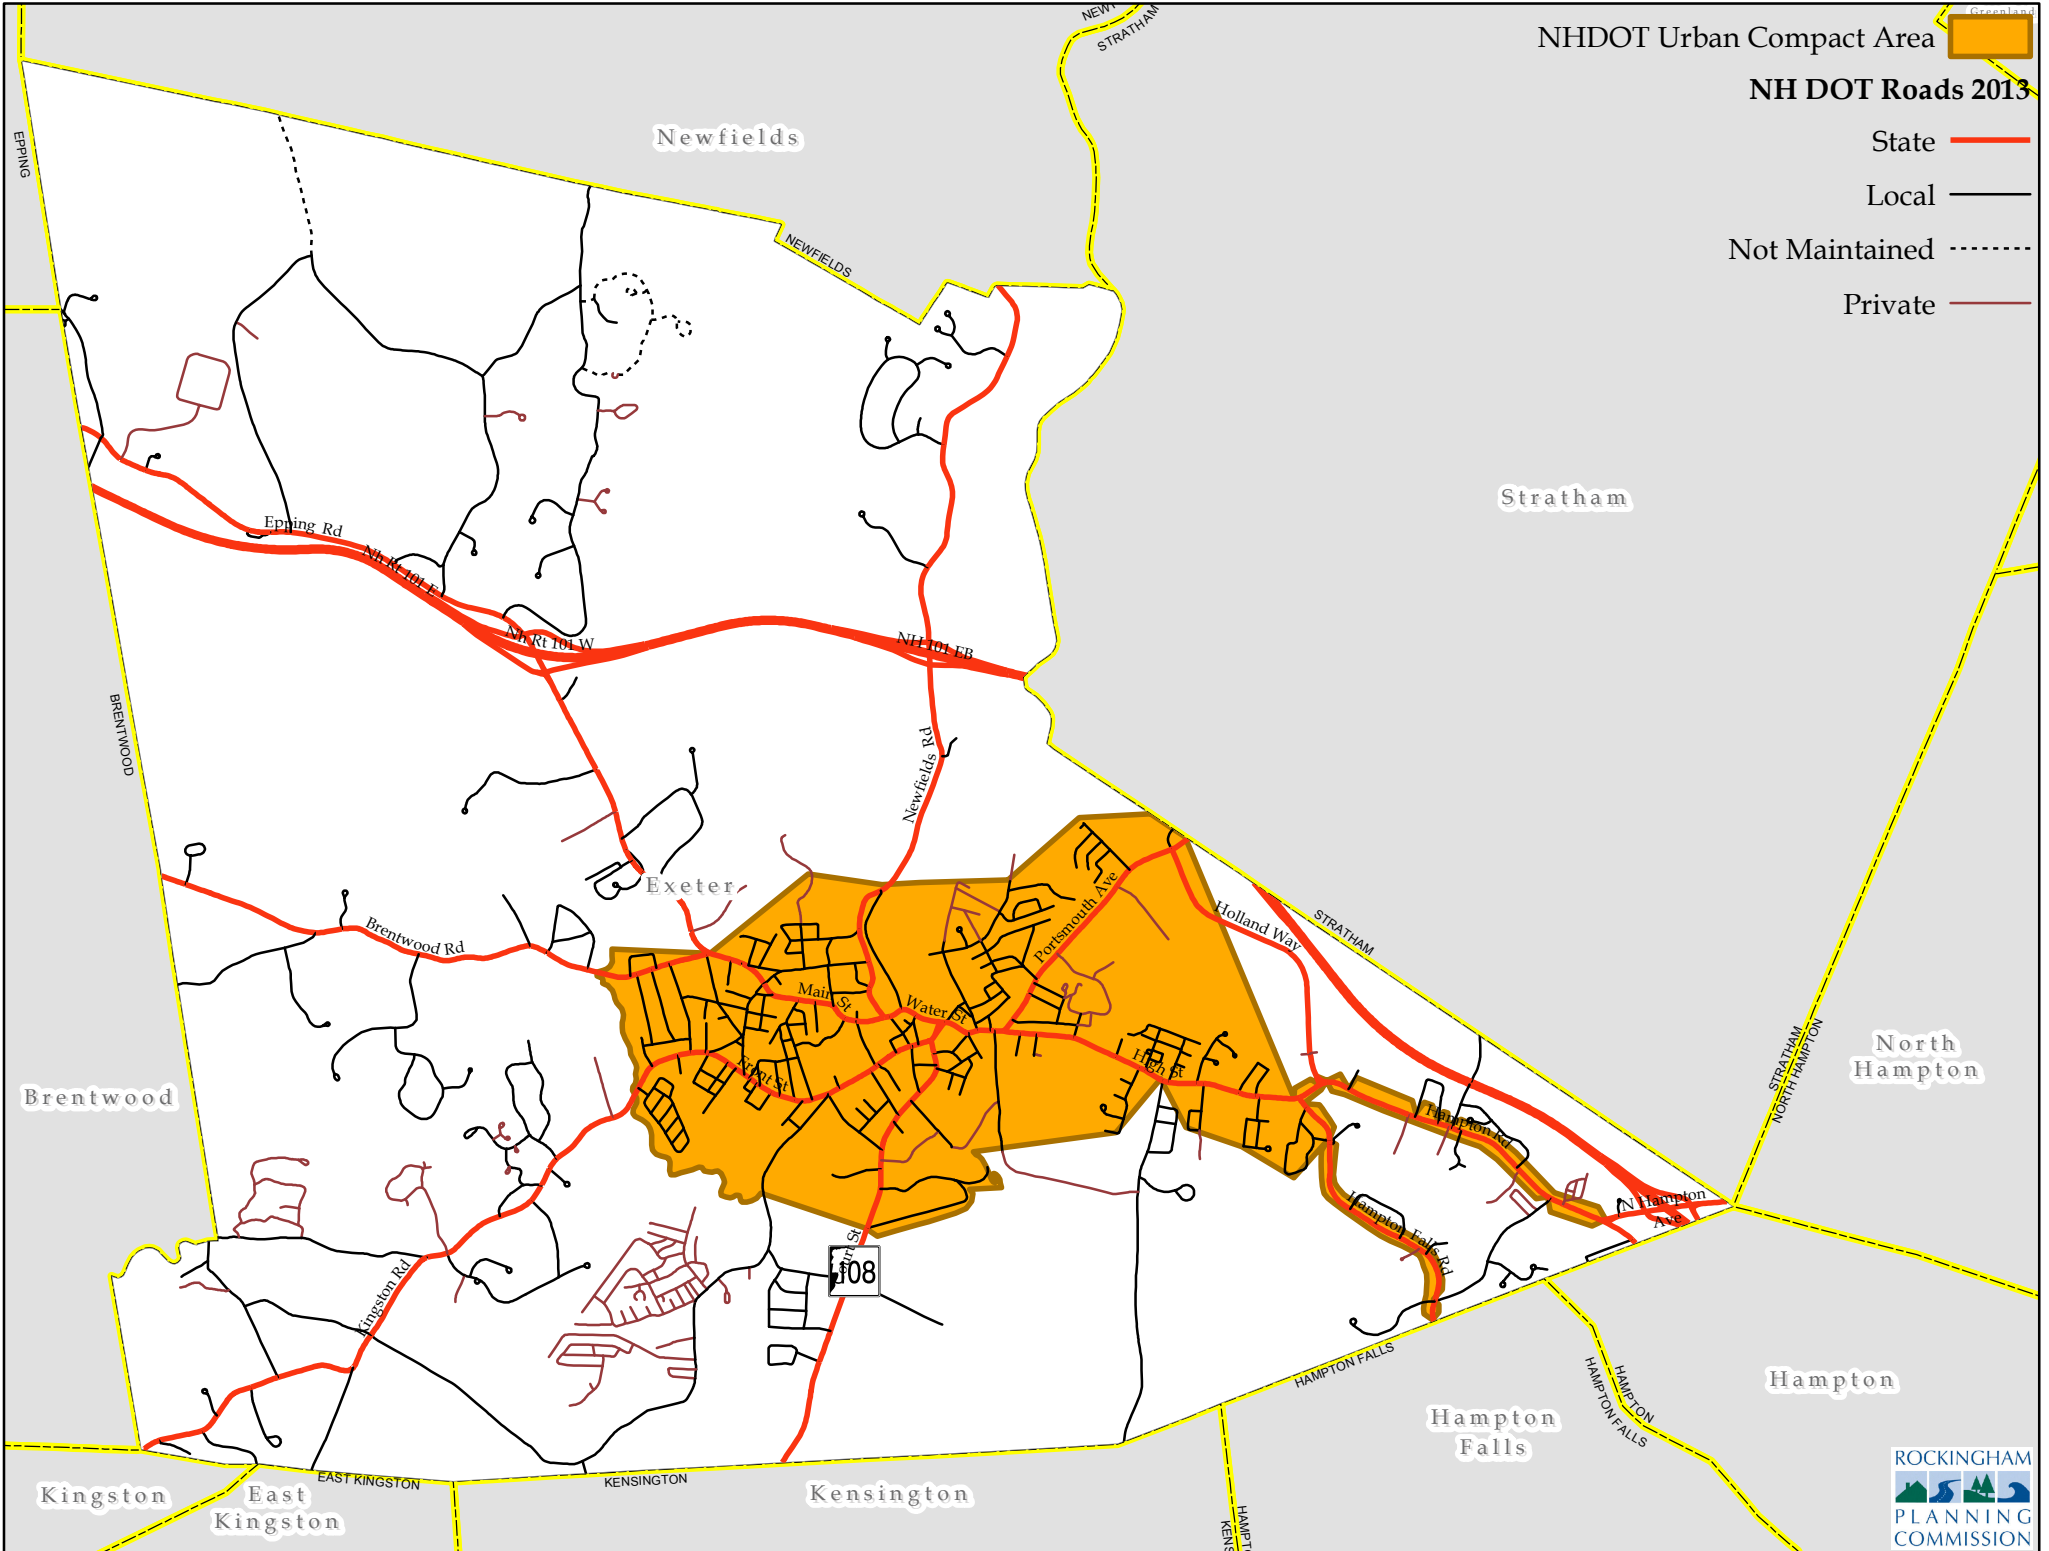 Greenland
NHDOT Urban Compact Area
NH DOT Roads 2013
State
Local
Not Maintained
Private
STRATHAM
EPPING
Newfields
NEWFIELDS
Stratham
Epping Rd
Nh Rt 101 E
Nh Rt 101 W
NH 101 EB
BRENTWOOD
Newfields Rd
Exeter
Portsmouth Ave
Holland Way
STRATHAM
Brentwood Rd
Main St
Water St
Front St
High St
STRATHAM
NORTH HAMPTON
North
Hampton
Brentwood
Hampton Rd
N Hampton
Ave
Hampton Falls Rd
Court St
108
Kingston Rd
HAMPTON FALLS
HAMPTON
HAMPTON FALLS
Hampton
Hampton
Falls
EAST KINGSTON
KENSINGTON
Kingston
East
Kingston
Kensington
ROCKINGHAM
PLANNING
COMMISSION